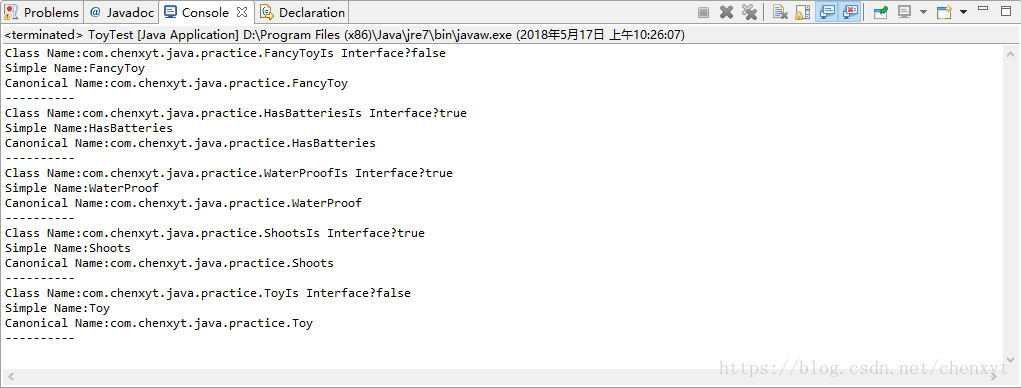 Problems @ Javadoc Console Declaration
<terminated> ToyTest [Java Application] D:\Program Files (x86)\Java\jre7\bin\javaw.exe (2018年5月17日 上午10:26:07)
Class Name:com.chenxyt.java.practice.FancyToyIs Interface?false
Simple Name:FancyToy
Canonical Name:com.chenxyt.java.practice.FancyToy
----------
Class Name:com.chenxyt.java.practice.HasBatteriesIs Interface?true
Simple Name:HasBatteries
Canonical Name:com.chenxyt.java.practice.HasBatteries
----------
Class Name:com.chenxyt.java.practice.WaterProofIs Interface?true
Simple Name:WaterProof
Canonical Name:com.chenxyt.java.practice.WaterProof
----------
Class Name:com.chenxyt.java.practice.ShootsIs Interface?true
Simple Name:Shoots
Canonical Name:com.chenxyt.java.practice.Shoots
----------
Class Name:com.chenxyt.java.practice.ToyIs Interface?false
Simple Name:Toy
Canonical Name:com.chenxyt.java.practice.Toy
----------
https://blog.csdn.net/chenxyt